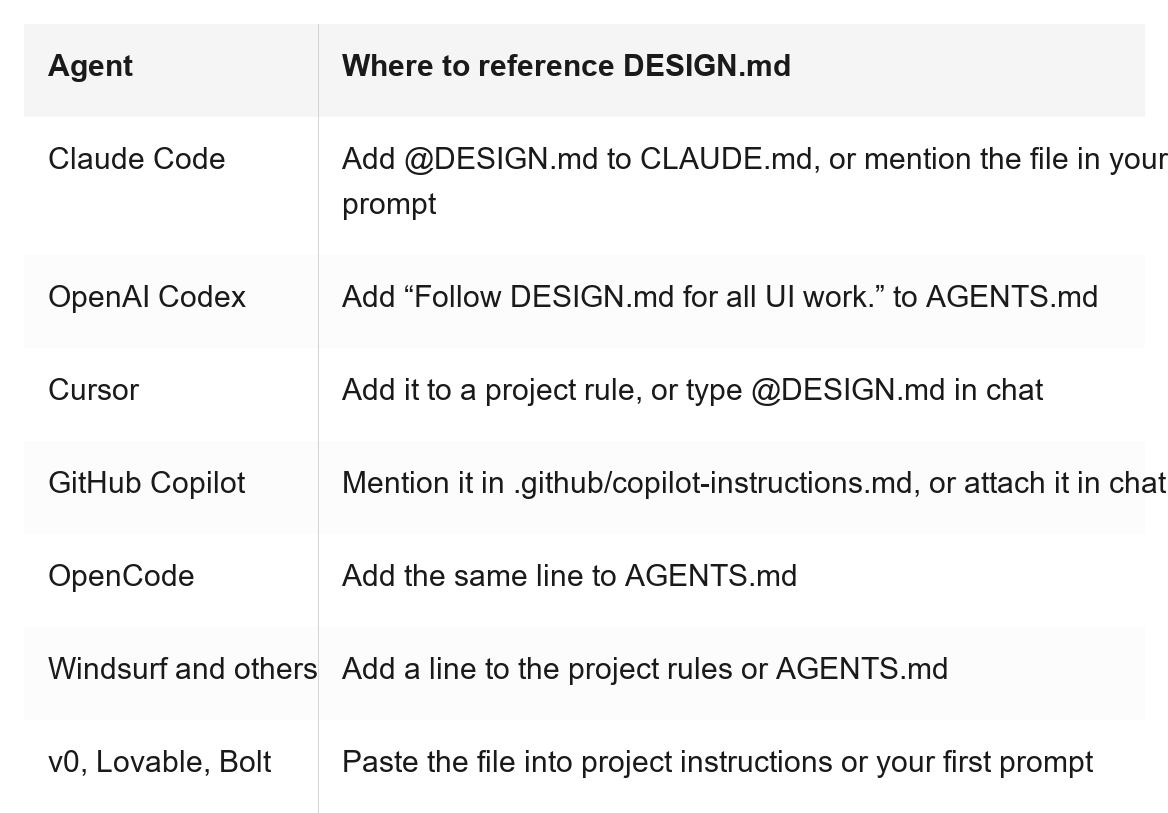 Agent
Where to reference DESIGN.md
Claude Code
Add @DESIGN.md to CLAUDE.md, or mention the file in your
prompt
OpenAI Codex
Add “Follow DESIGN.md for all UI work.” to AGENTS.md
Cursor
Add it to a project rule, or type @DESIGN.md in chat
GitHub Copilot
Mention it in .github/copilot-instructions.md, or attach it in chat
OpenCode
Add the same line to AGENTS.md
Windsurf and others
Add a line to the project rules or AGENTS.md
v0, Lovable, Bolt
Paste the file into project instructions or your first prompt